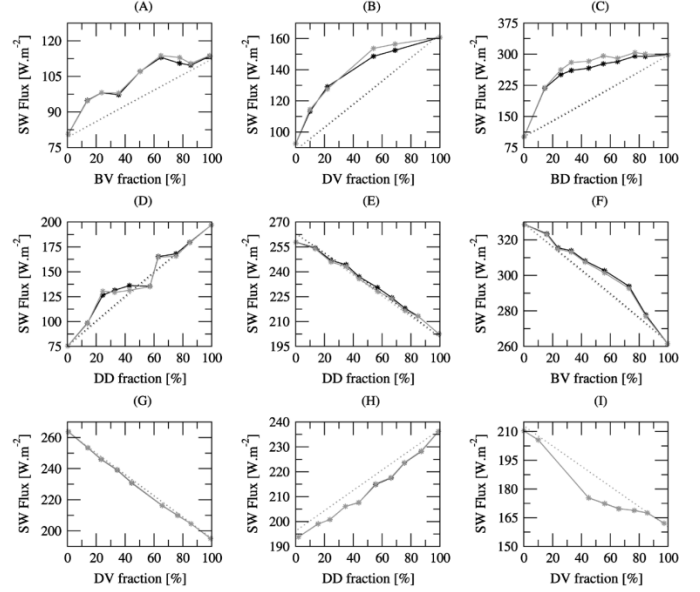 (A) (B) (C)
SW Flux [W.m-2] 120 105 90 75 0 20 40 60 80 100 BV fraction [%]
SW Flux [W.m-2] 180 160 140 120 100 0 20 40 60 80 100 DV fraction [%]
SW Flux [W.m-2] 375 300 225 150 75 0 20 40 60 80 100 BD fraction [%]
(D) (E) (F)
SW Flux [W.m-2] 200 175 150 125 100 75 0 20 40 60 80 100 DD fraction [%]
SW Flux [W.m-2] 270 255 240 225 210 195 0 20 40 60 80 100 DD fraction [%]
SW Flux [W.m-2] 320 300 280 260 0 20 40 60 80 100 BV fraction [%]
(G) (H) (I)
SW Flux [W.m-2] 260 240 220 200 0 20 40 60 80 100 DV fraction [%]
SW Flux [W.m-2] 240 230 220 210 200 190 0 20 40 60 80 100 DD fraction [%]
SW Flux [W.m-2] 210 195 180 165 150 0 20 40 60 80 100 DV fraction [%]